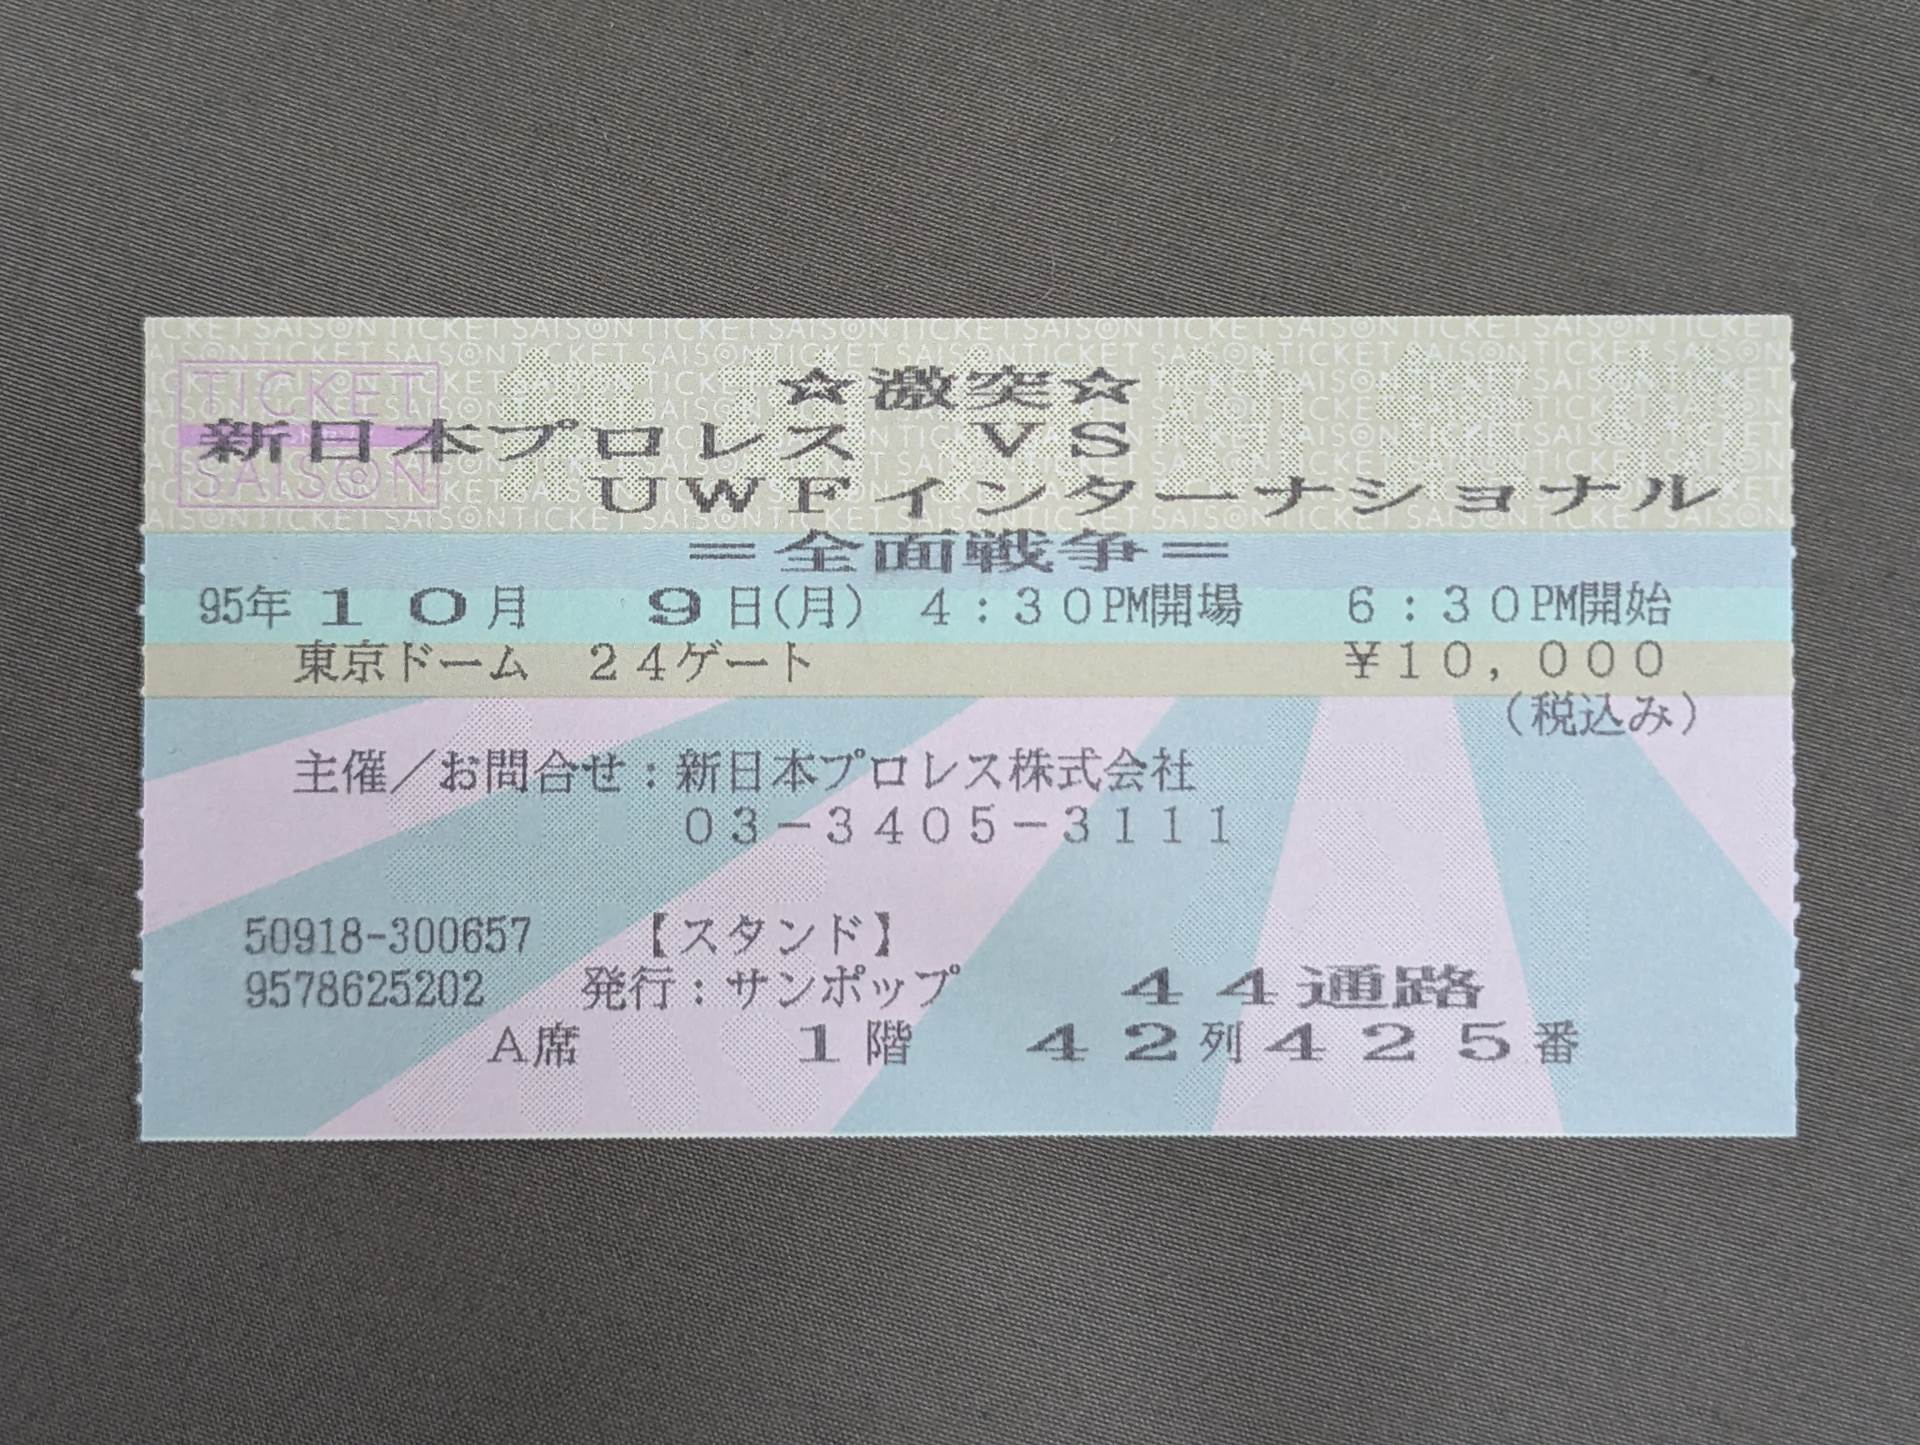 TICKET
SAISON
☆激突☆
新日本プロレス VS
UWFインターナショナル
=全面戦争=
95年 10月 9日(月) 4:30PM開場 6:30PM開始
東京ドーム 24ゲート ¥10,000
(税込み)
主催/お問合せ:新日本プロレス株式会社
03-3405-3111
50918-300657 【スタンド】
9578625202 発行:サンポップ 44通路
A席 1階 42列425番